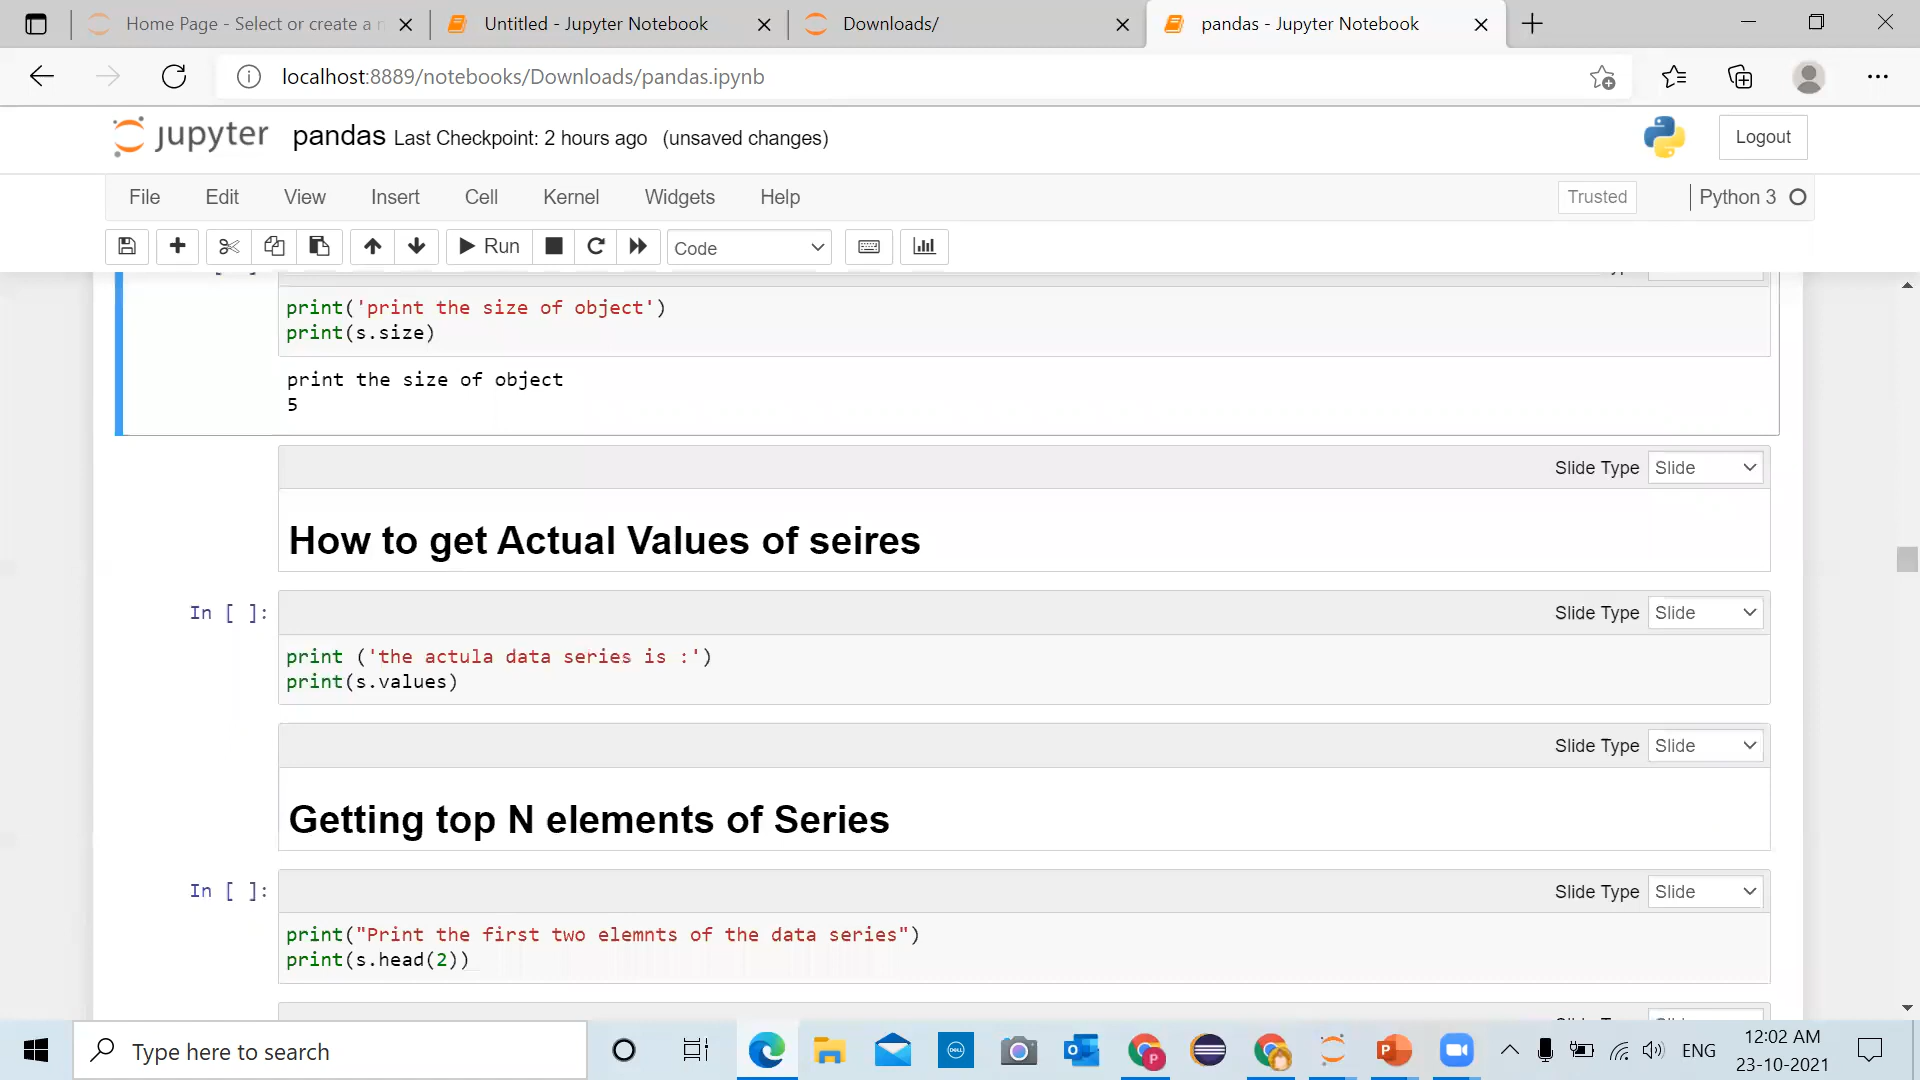 Home Page - Select or create a n
Untitled - Jupyter Notebook
Downloads/
pandas - Jupyter Notebook
localhost:8889/notebooks/Downloads/pandas.ipynb
jupyter pandas Last Checkpoint: 2 hours ago (unsaved changes)
Logout
File Edit View Insert Cell Kernel Widgets Help
Trusted
Python 3
Run
Code
print('print the size of object')
print(s.size)
print the size of object
5
Slide Type Slide
How to get Actual Values of seires
In [ ]:
Slide Type Slide
print ('the actula data series is :')
print(s.values)
Slide Type Slide
Getting top N elements of Series
In [ ]:
Slide Type Slide
print("Print the first two elemnts of the data series")
print(s.head(2))
Type here to search
DELL
P
P
ENG
12:02 AM
23-10-2021